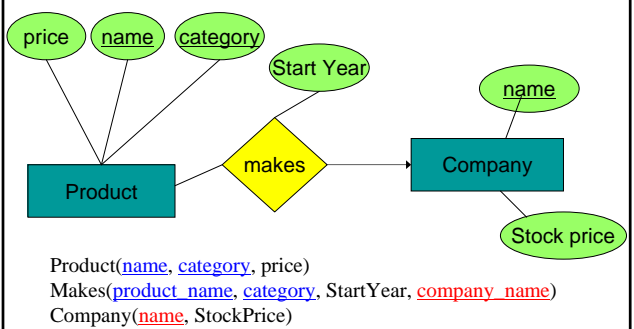 price name category
Start Year
name
makes
Company
Product
Stock price
Product(name, category, price)
Makes(product_name, category, StartYear, company_name)
Company(name, StockPrice)